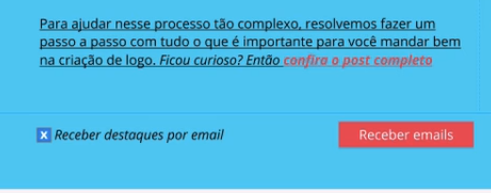 Para ajudar nesse processo tão complexo, resolvemos fazer um
passo a passo com tudo o que é importante para você mandar bem
na criação de logo. Ficou curioso? Então confira o post completo
x Receber destaques por email
Receber emails